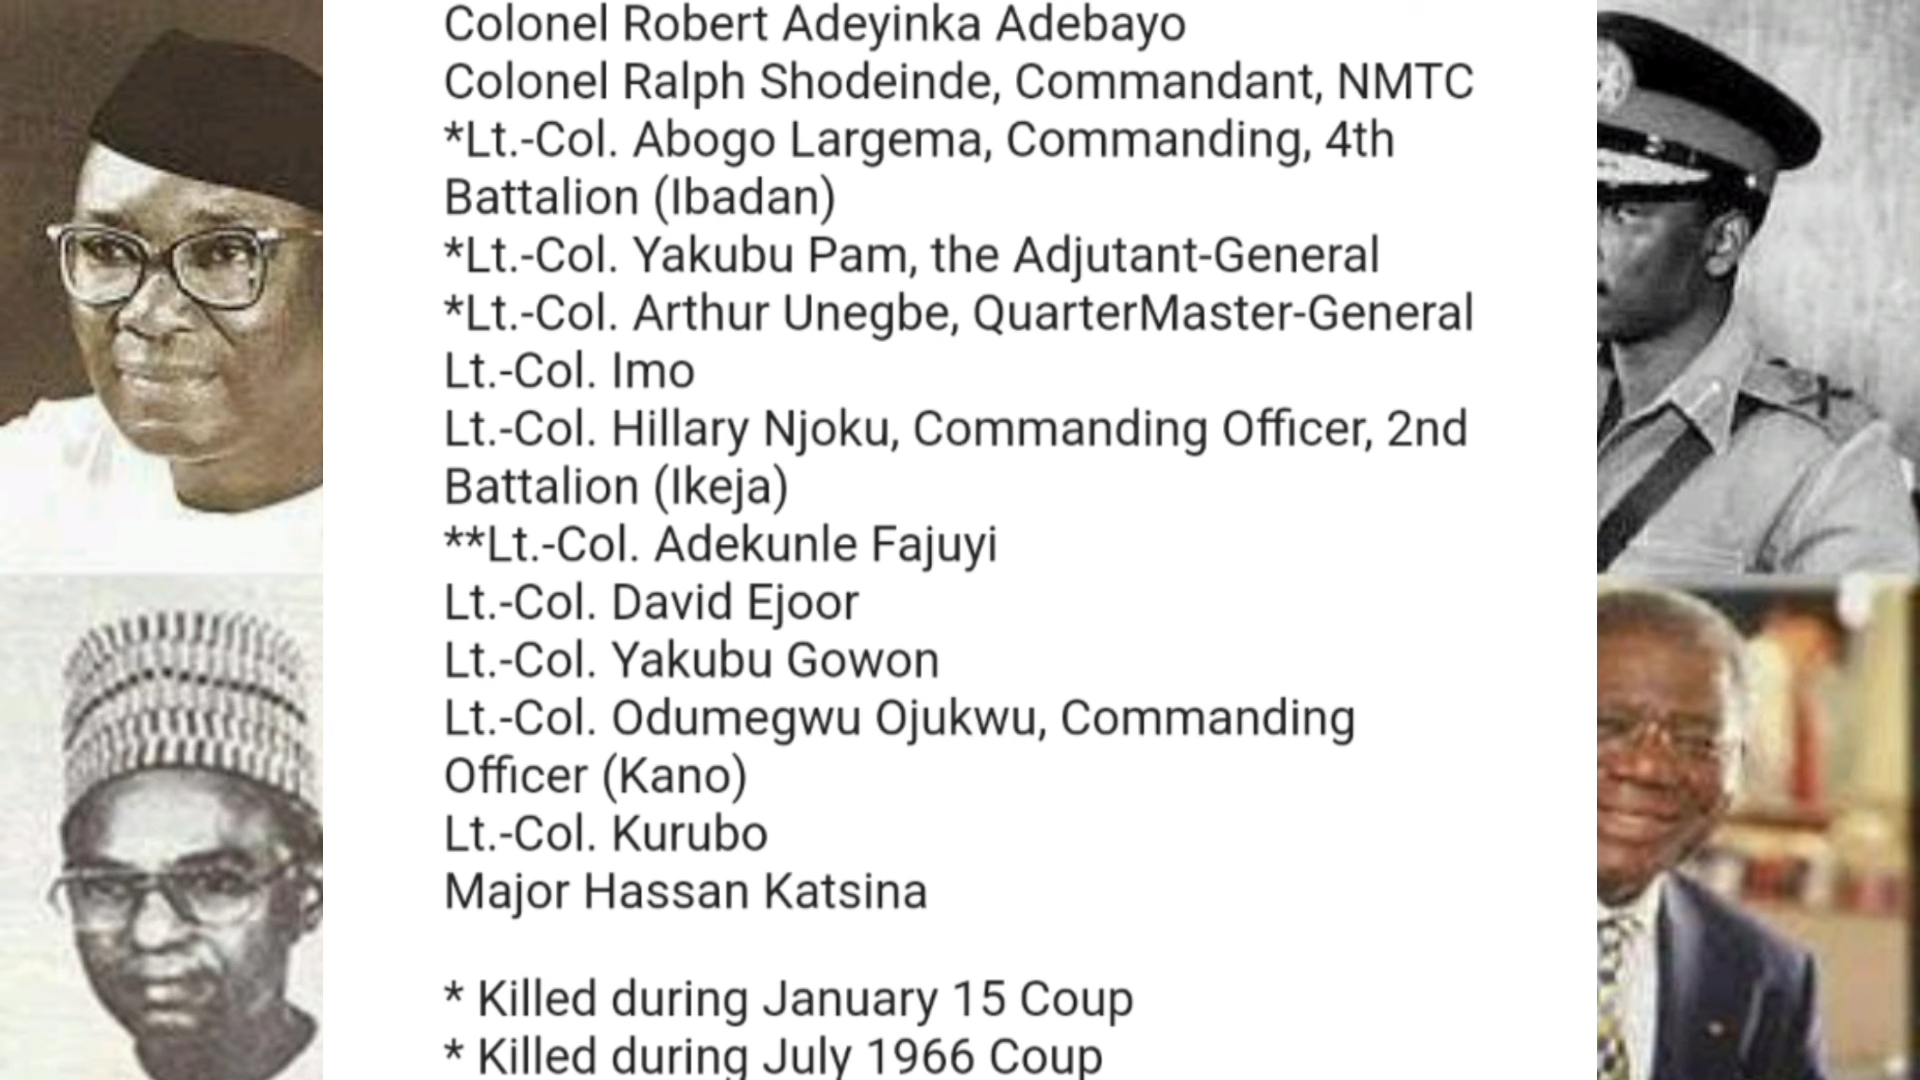 Colonel Robert Adeyinka Adebayo
Colonel Ralph Shodeinde, Commandant, NMTC
*Lt.-Col. Abogo Largema, Commanding, 4th
Battalion (Ibadan)
*Lt.-Col. Yakubu Pam, the Adjutant-General
*Lt.-Col. Arthur Unegbe, QuarterMaster-General
Lt.-Col. Imo
Lt.-Col. Hillary Njoku, Commanding Officer, 2nd
Battalion (Ikeja)
**Lt.-Col. Adekunle Fajuyi
Lt.-Col. David Ejoor
Lt.-Col. Yakubu Gowon
Lt.-Col. Odumegwu Ojukwu, Commanding
Officer (Kano)
Lt.-Col. Kurubo
Major Hassan Katsina
* Killed during January 15 Coup
* Killed during July 1966 Coup